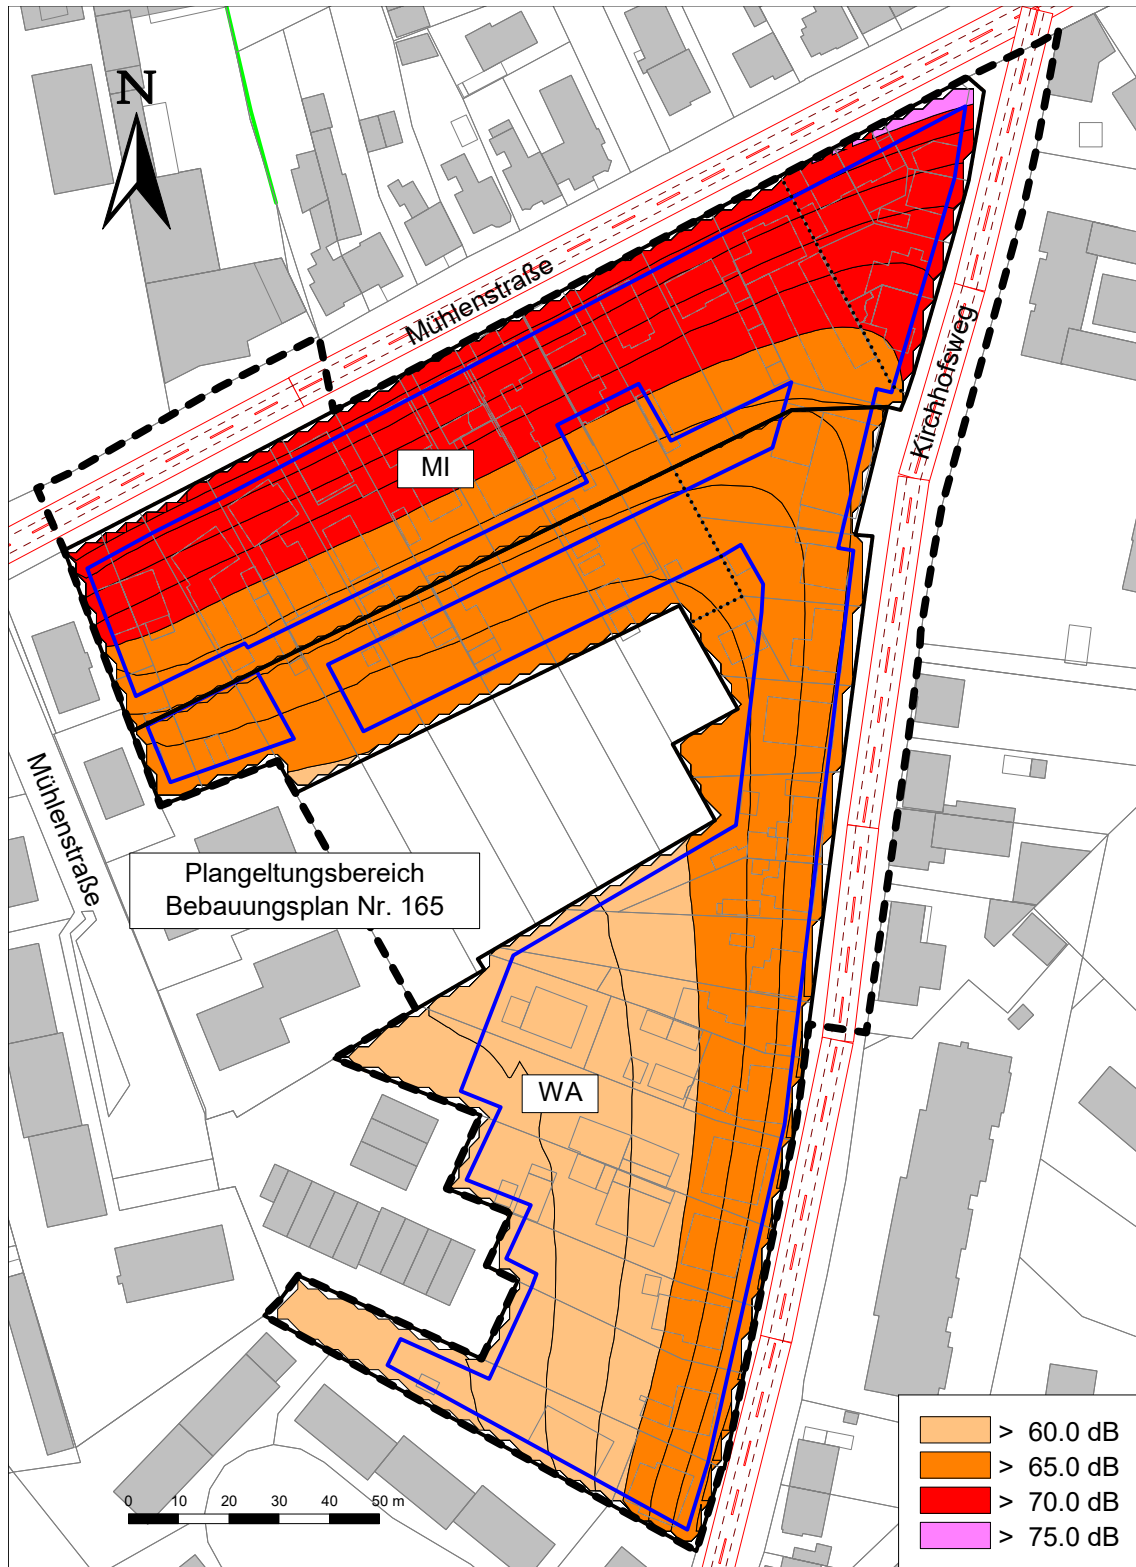 N
Mühlenstraße
Kirchhofsweg
MI
Mühlenstraße
Plangeltungsbereich
Bebauungsplan Nr. 165
WA
0 10 20 30 40 50 m
> 60.0 dB
> 65.0 dB
> 70.0 dB
> 75.0 dB